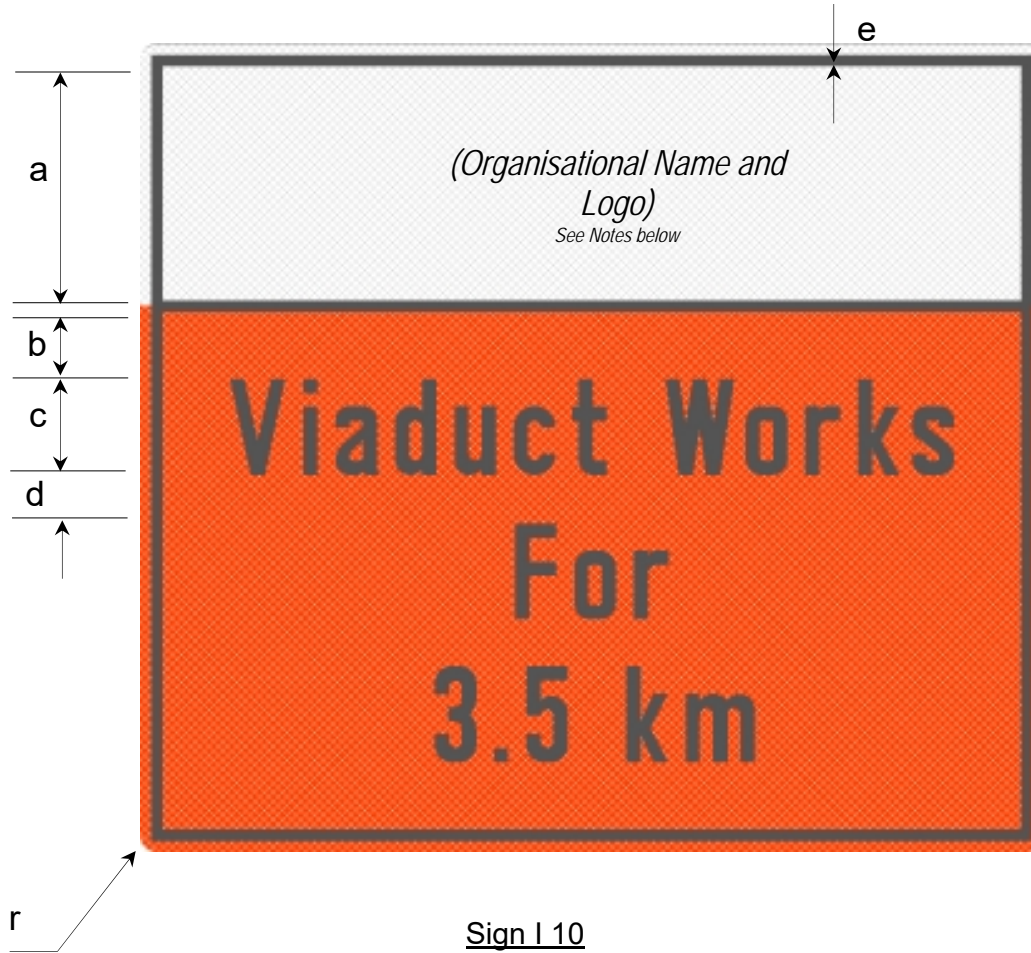 e
a
(Organisational Name and
Logo)
See Notes below
b
c
Viaduct Works
d
For
3.5 km
r
Sign I 10